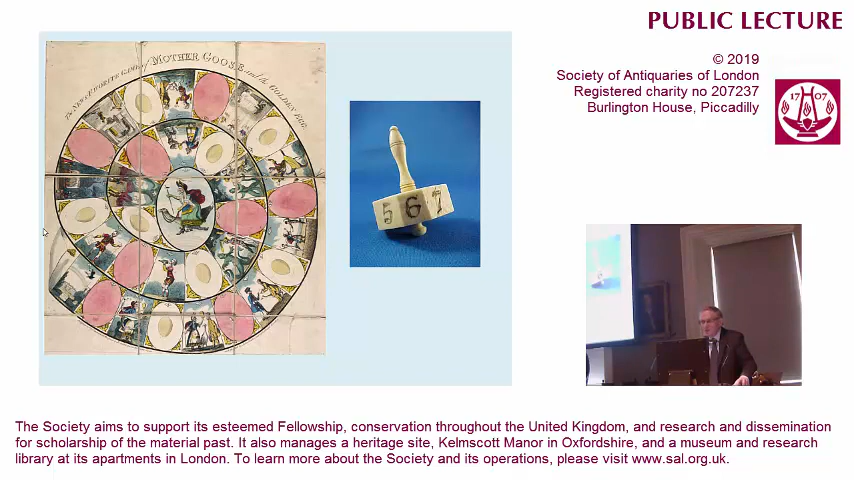 PUBLIC LECTURE
© 2019
Society of Antiquaries of London
Registered charity no 207237
Burlington House, Piccadilly
1707
The New & Favorite Game of MOTHER GOOSE and the GOLDEN EGG
5 6 7
The Society aims to support its esteemed Fellowship, conservation throughout the United Kingdom, and research and dissemination
for scholarship of the material past. It also manages a heritage site, Kelmscott Manor in Oxfordshire, and a museum and research
library at its apartments in London. To learn more about the Society and its operations, please visit www.sal.org.uk.